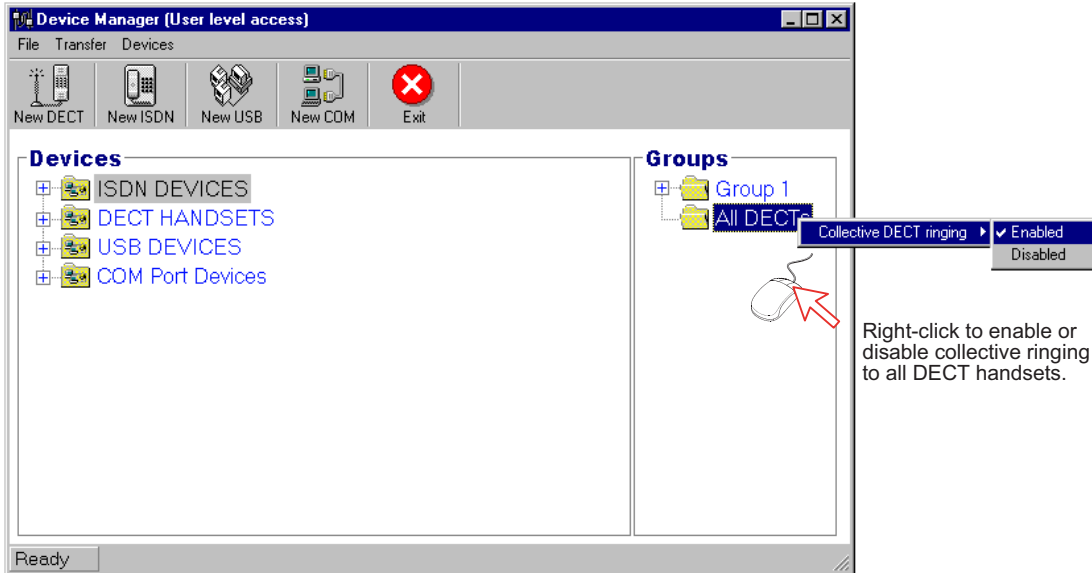 Device Manager (User level access)
File Transfer Devices
New DECT New ISDN New USB New COM Exit
Devices
ISDN DEVICES
DECT HANDSETS
USB DEVICES
COM Port Devices
Groups
Group 1
All DECTs
Collective DECT ringing
Enabled
Disabled
Right-click to enable or
disable collective ringing
to all DECT handsets.
Ready